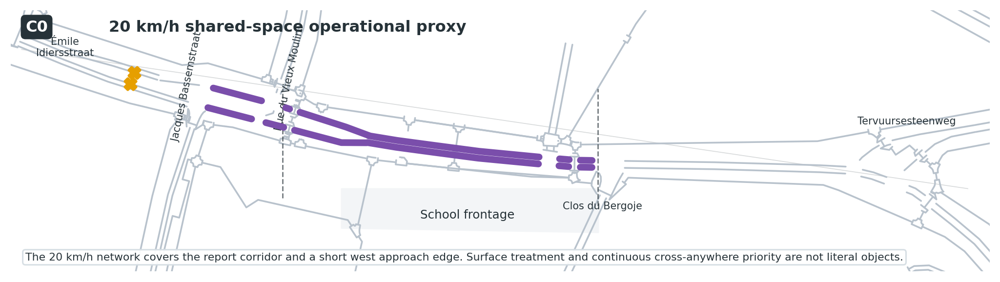 C0
20 km/h shared-space operational proxy
Émile
Idiersstraat
Jacques Bassemstraat
Rue du Vieux Moulin
Tervuursesteenweg
Clos du Bergoje
School frontage
The 20 km/h network covers the report corridor and a short west approach edge. Surface treatment and continuous cross-anywhere priority are not literal objects.